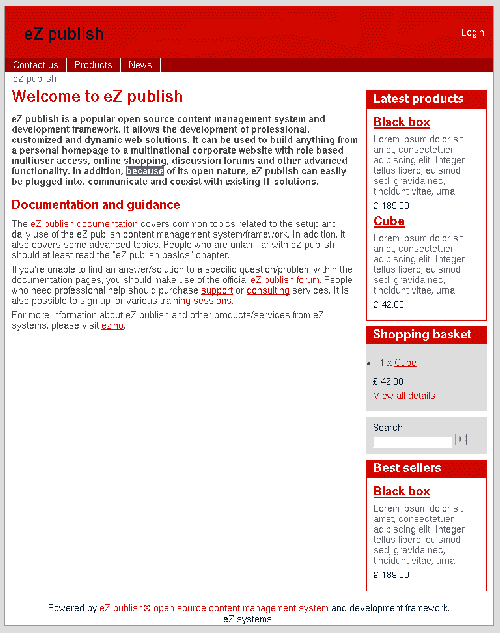 eZ publish
Login
Contact us
Products
News
eZ publish
Welcome to eZ publish
eZ publish is a popular open source content management system and
development framework. It allows the development of professional,
customized and dynamic web solutions. It can be used to build anything from
a personal homepage to a multinational corporate website with role based
multiuser access, online shopping, discussion forums and other advanced
functionality. In addition, because of its open nature, eZ publish can easily
be plugged into, communicate and coexist with existing IT solutions.
Documentation and guidance
The eZ publish documentation covers common topics related to the setup and
daily use of the eZ publish content management system/framework. In addition, it
also covers some advanced topics. People who are unfamiliar with eZ publish
should at least read the "eZ publish basics" chapter.
If you're unable to find an answer/solution to a specific question/problem within the
documentation pages, you should make use of the official eZ publish forum. People
who need professional help should purchase support or consulting services. It is
also possible to sign up for various training sessions.
For more information about eZ publish and other products/services from eZ
systems, please visit ez.no.
Latest products
Black box
Lorem ipsum dolor sit
amet, consectetuer
adipiscing elit. Integer
tellus libero, euismod
sed, gravida nec,
tincidunt vitae, urna.
£ 189.00
Cube
Lorem ipsum dolor sit
amet, consectetuer
adipiscing elit. Integer
tellus libero, euismod
sed, gravida nec,
tincidunt vitae, urna.
£ 42.00
Shopping basket
1 x Cube
£ 42.00
View all details
Search
Best sellers
Black box
Lorem ipsum dolor sit
amet, consectetuer
adipiscing elit. Integer
tellus libero, euismod
sed, gravida nec,
tincidunt vitae, urna.
£ 189.00
Powered by eZ publish® open source content management system and development framework.
eZ systems